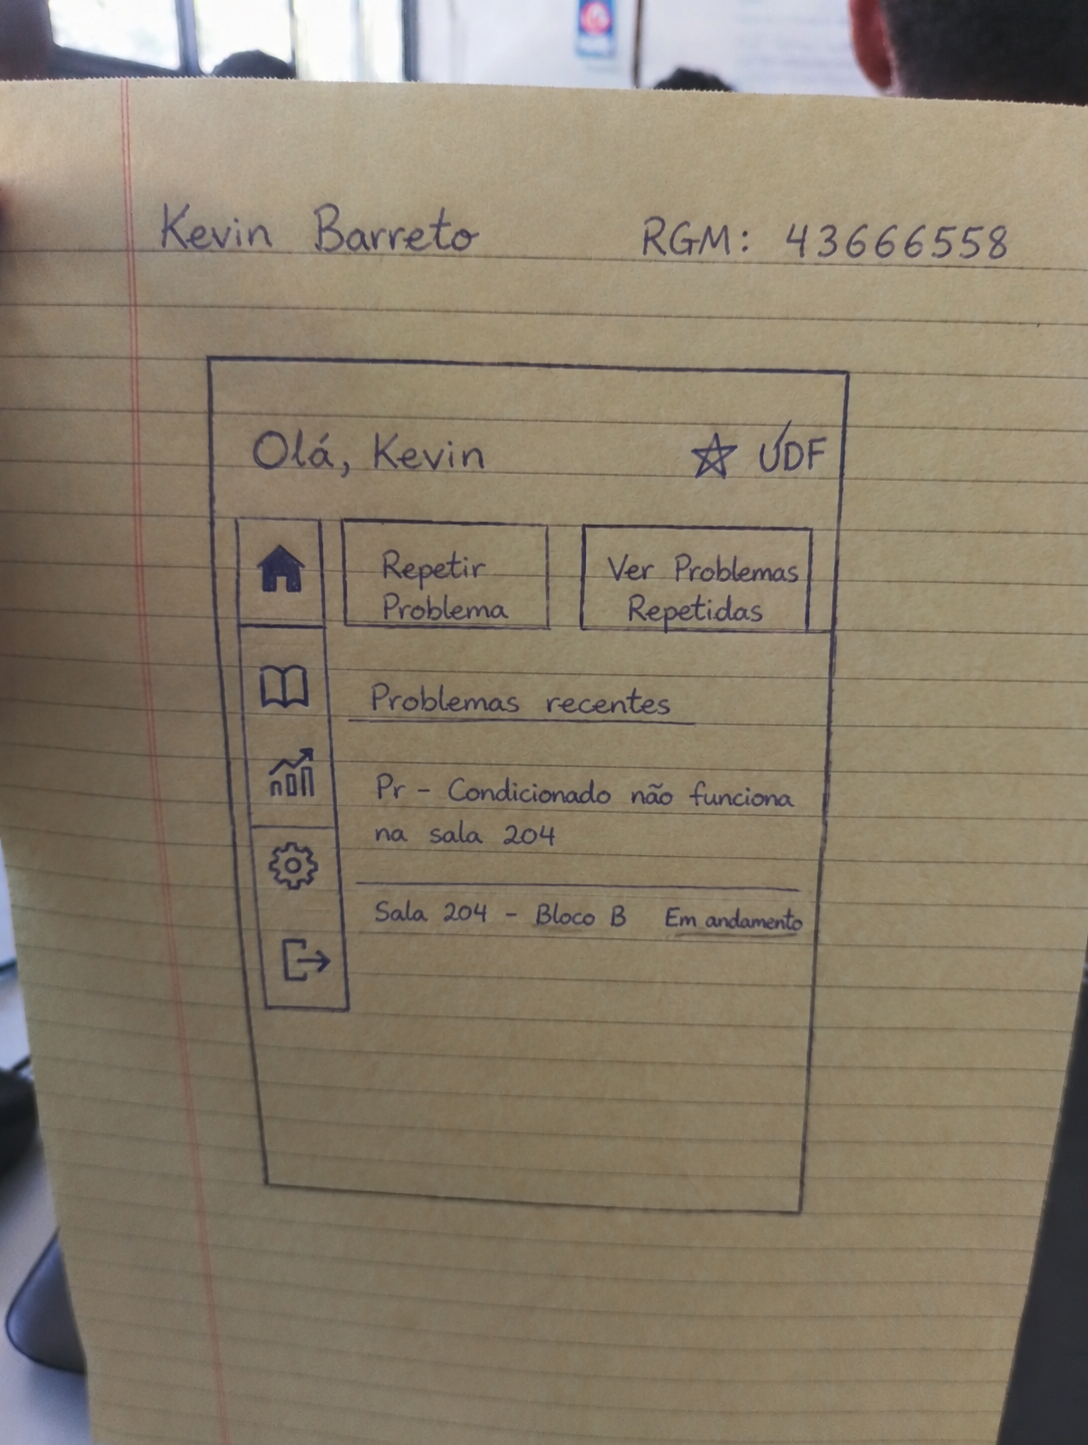 Kevin Barreto RGM: 43666558
Olá, Kevin ☆ ÚDF
Repetir
Problema
Ver Problemas
Repetidas
Problemas recentes
Pr - Condicionado não funciona
na sala 204
Sala 204 - Bloco B Em andamento